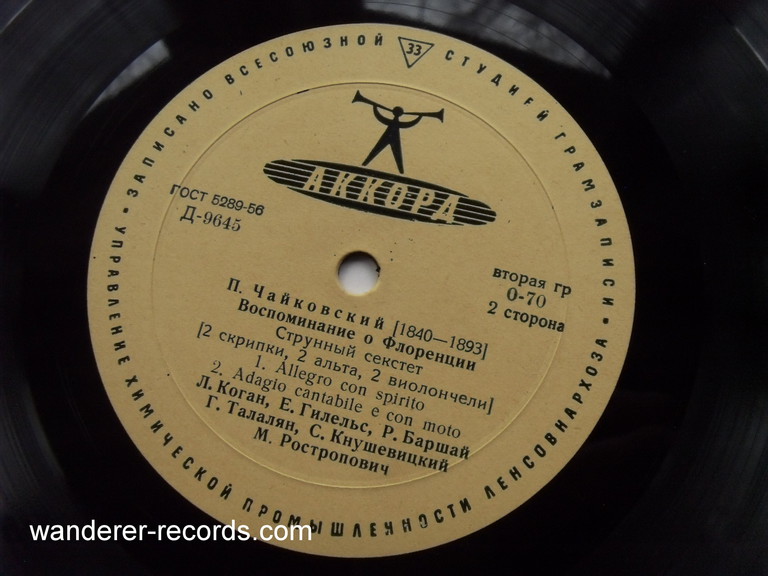 ЗАПИСАНО ВСЕСОЮЗНОЙ 33 СТУДИЕЙ ГРАМЗАПИСИ •
УПРАВЛЕНИЕ ХИМИЧЕСКОЙ ПРОМЫШЛЕННОСТИ ЛЕНСОВНАРХОЗА •
АККОРД
ГОСТ 5289-56
Д-9645
вторая гр
0-70
2 сторона
П. Чайковский [1840—1893]
Воспоминание о Флоренции
Струнный секстет
[2 скрипки, 2 альта, 2 виолончели]
1. Allegro con spirito
2. Adagio cantabile e con moto
Л. Коган, Е. Гилельс, Р. Баршай
Г. Талалян, С. Кнушевицкий
М. Ростропович
wanderer-records.com